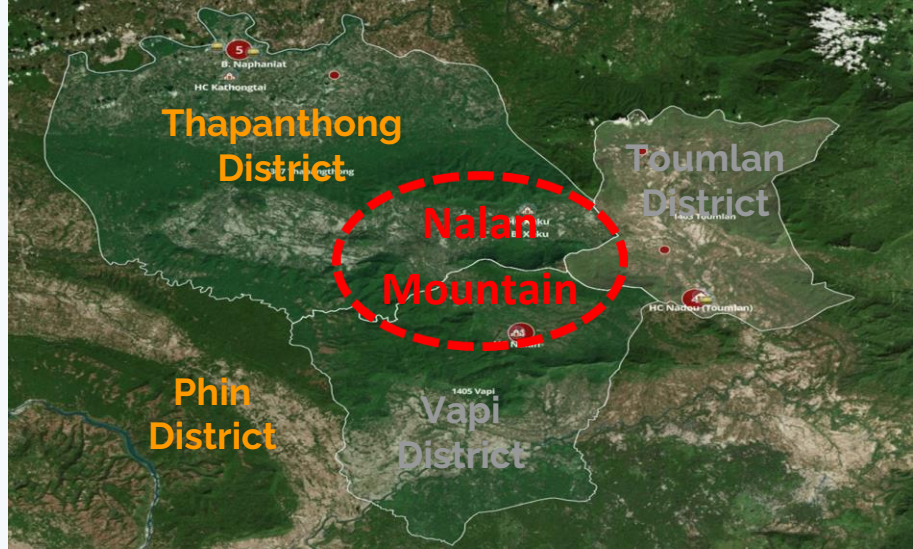 5
B. Naphaniat
HC Kathongtai
Thapanthong
District
Toumlan
District
1403 Toumlan
Nalan
Mountain
HC Nadou (Toumlan)
Phin
District
1405 Vapi
Vapi
District